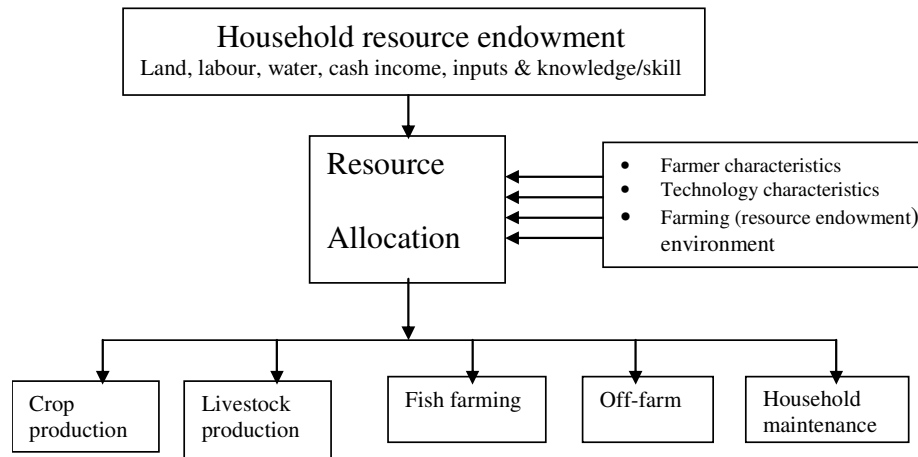 Household resource endowment
Land, labour, water, cash income, inputs & knowledge/skill
Resource
Allocation
• Farmer characteristics
• Technology characteristics
• Farming (resource endowment)
environment
Crop
production
Livestock
production
Fish farming
Off-farm
Household
maintenance